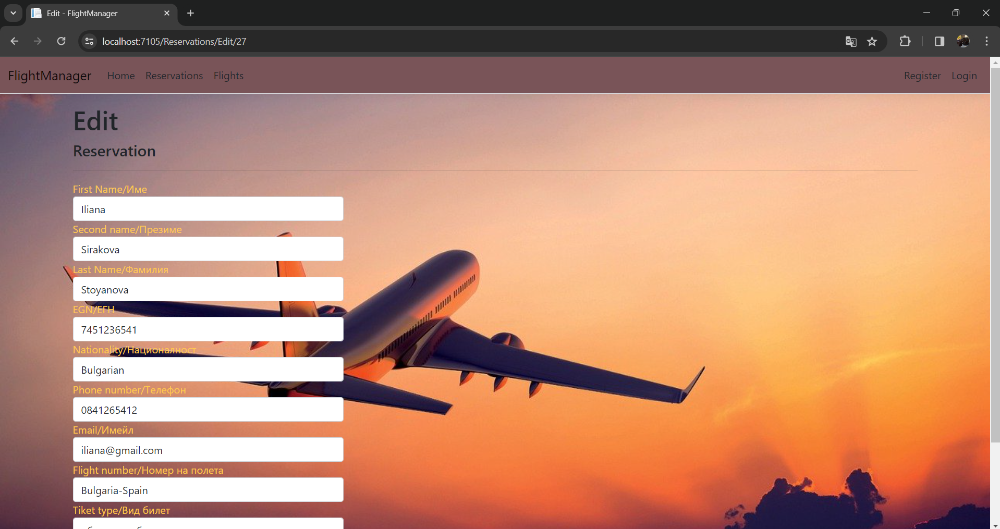 Edit - FlightManager
localhost:7105/Reservations/Edit/27
FlightManager Home Reservations Flights Register Login
Edit
Reservation
First Name/Име
Iliana
Second name/Презиме
Sirakova
Last Name/Фамилия
Stoyanova
EGN/ЕГН
7451236541
Nationality/Националност
Bulgarian
Phone number/Телефон
0841265412
Email/Имейл
iliana@gmail.com
Flight number/Номер на полета
Bulgaria-Spain
Tiket type/Вид билет